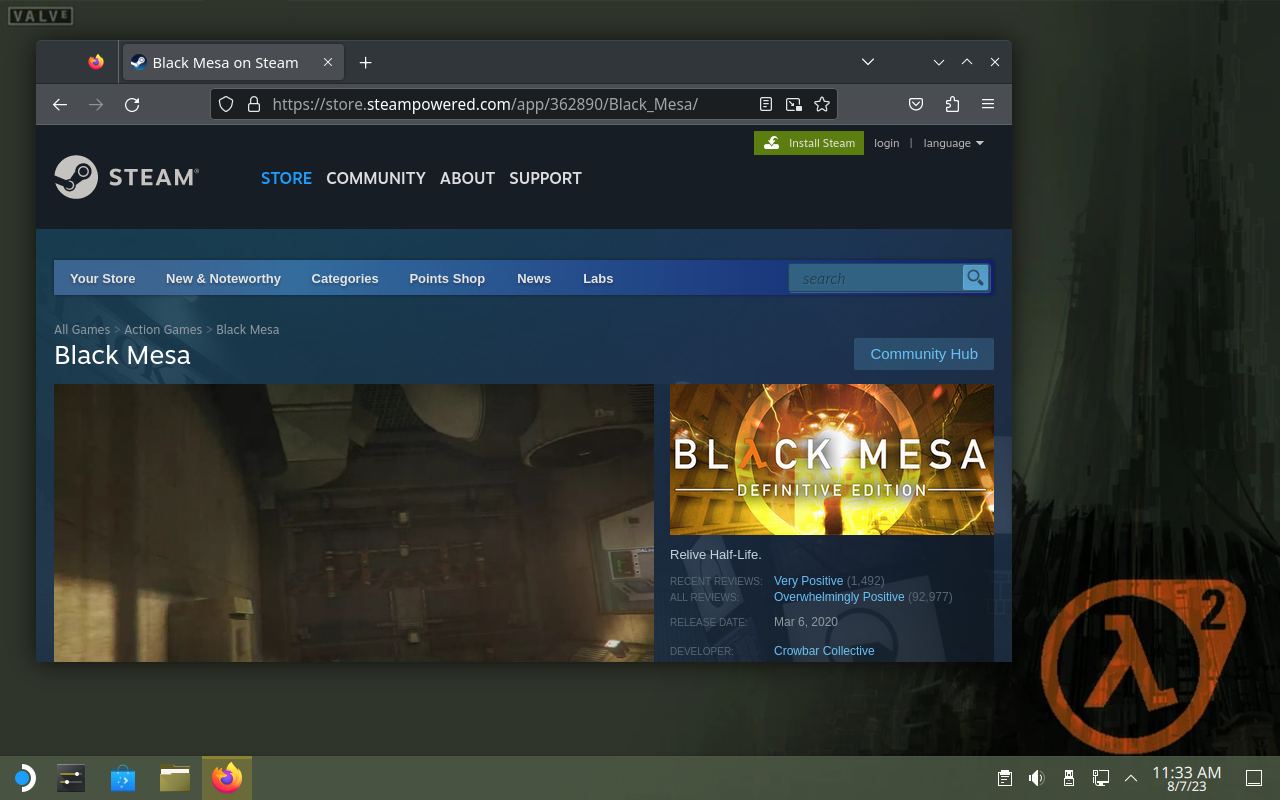 VALVE
Black Mesa on Steam
https://store.steampowered.com/app/362890/Black_Mesa/
Install Steam login | language
STEAM®
STORE COMMUNITY ABOUT SUPPORT
Your Store New & Noteworthy Categories Points Shop News Labs search
All Games > Action Games > Black Mesa
Black Mesa
Community Hub
BLλCK MESA
DEFINITIVE EDITION
Relive Half-Life.
RECENT REVIEWS: Very Positive (1,492)
ALL REVIEWS: Overwhelmingly Positive (92,977)
RELEASE DATE: Mar 6, 2020
DEVELOPER: Crowbar Collective
λ2
11:33 AM
8/7/23